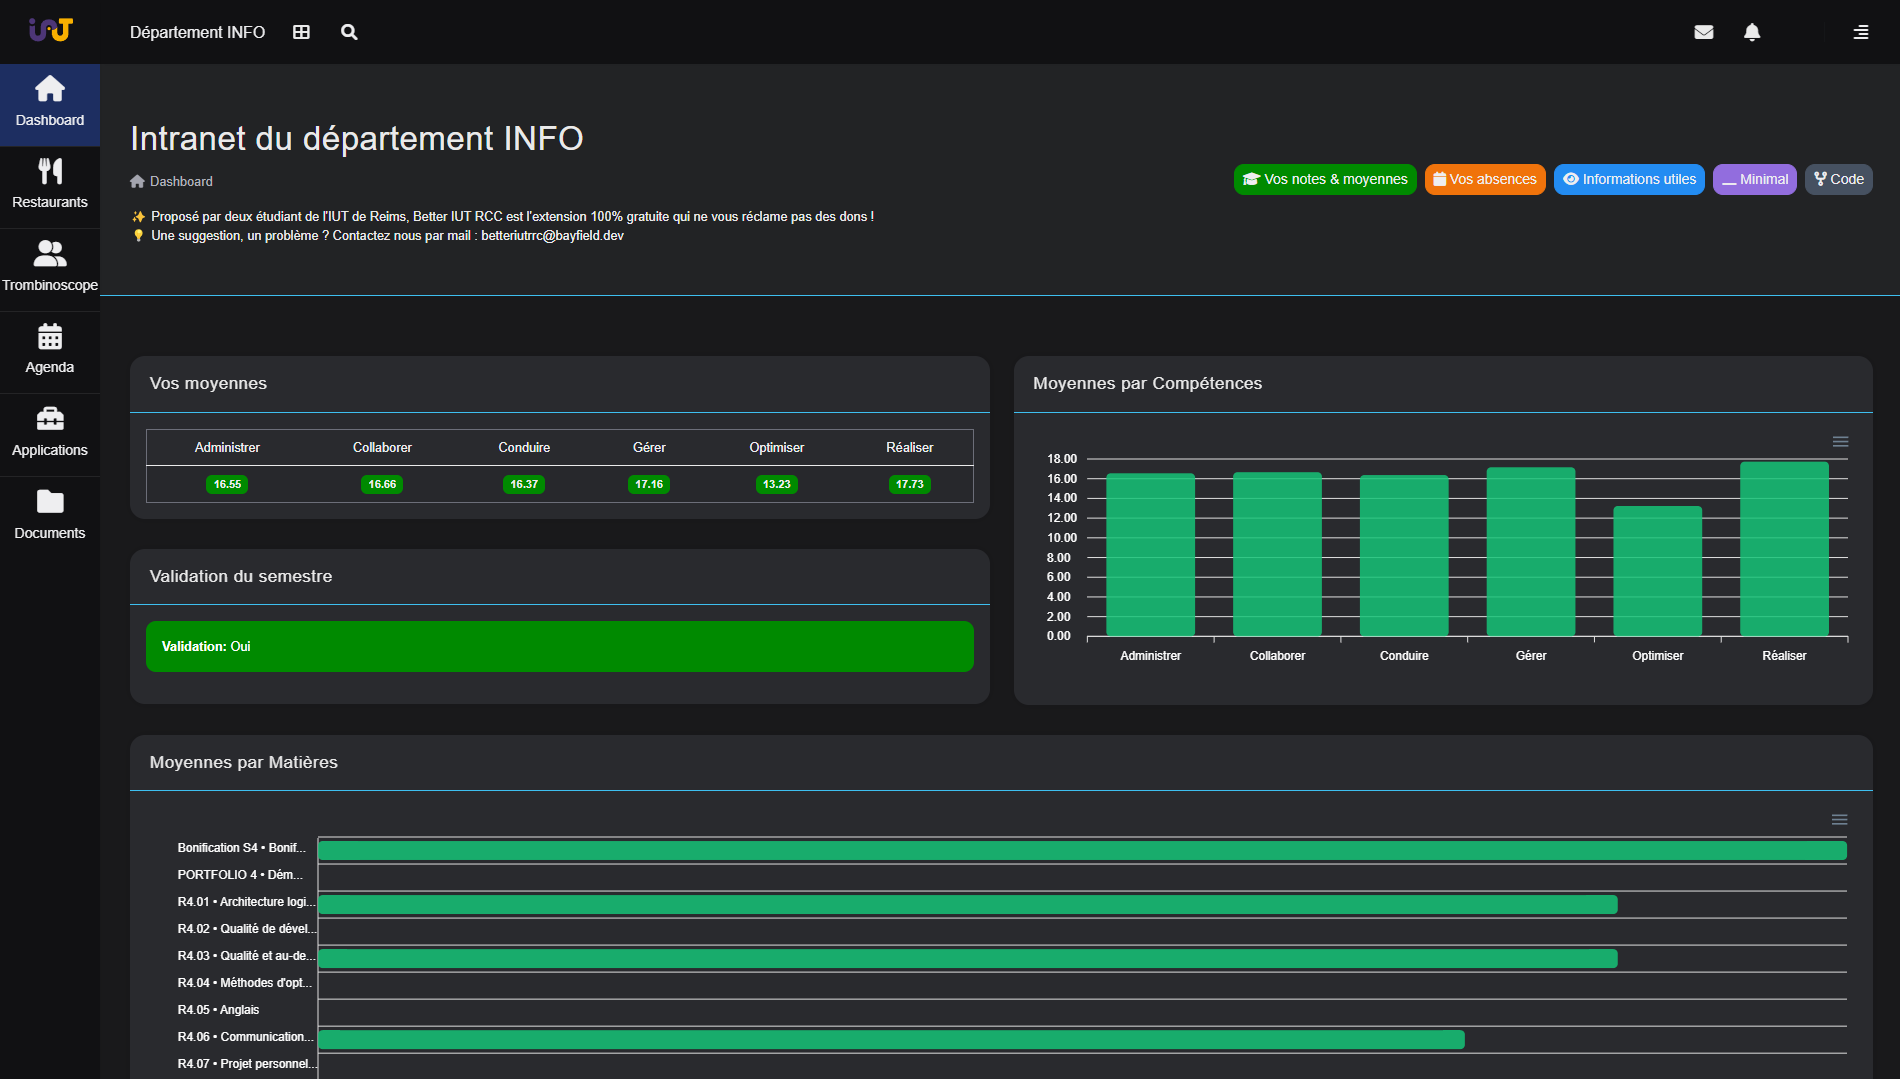 iUT
Département INFO
Dashboard
Restaurants
Trombinoscope
Agenda
Applications
Documents
Intranet du département INFO
Dashboard
Vos notes & moyennes
Vos absences
Informations utiles
Minimal
Code
✨ Proposé par deux étudiant de l'IUT de Reims, Better IUT RCC est l'extension 100% gratuite qui ne vous réclame pas des dons !
💡 Une suggestion, un problème ? Contactez nous par mail : betteriutrrc@bayfield.dev
Vos moyennes
Administrer Collaborer Conduire Gérer Optimiser Réaliser
16.55 16.66 16.37 17.16 13.23 17.73
Validation du semestre
Validation: Oui
Moyennes par Compétences
18.00
16.00
14.00
12.00
10.00
8.00
6.00
4.00
2.00
0.00
Administrer Collaborer Conduire Gérer Optimiser Réaliser
Moyennes par Matières
Bonification S4 • Bonif...
PORTFOLIO 4 • Dém...
R4.01 • Architecture logi...
R4.02 • Qualité de dével...
R4.03 • Qualité et au-de...
R4.04 • Méthodes d'opt...
R4.05 • Anglais
R4.06 • Communication...
R4.07 • Projet personnel...